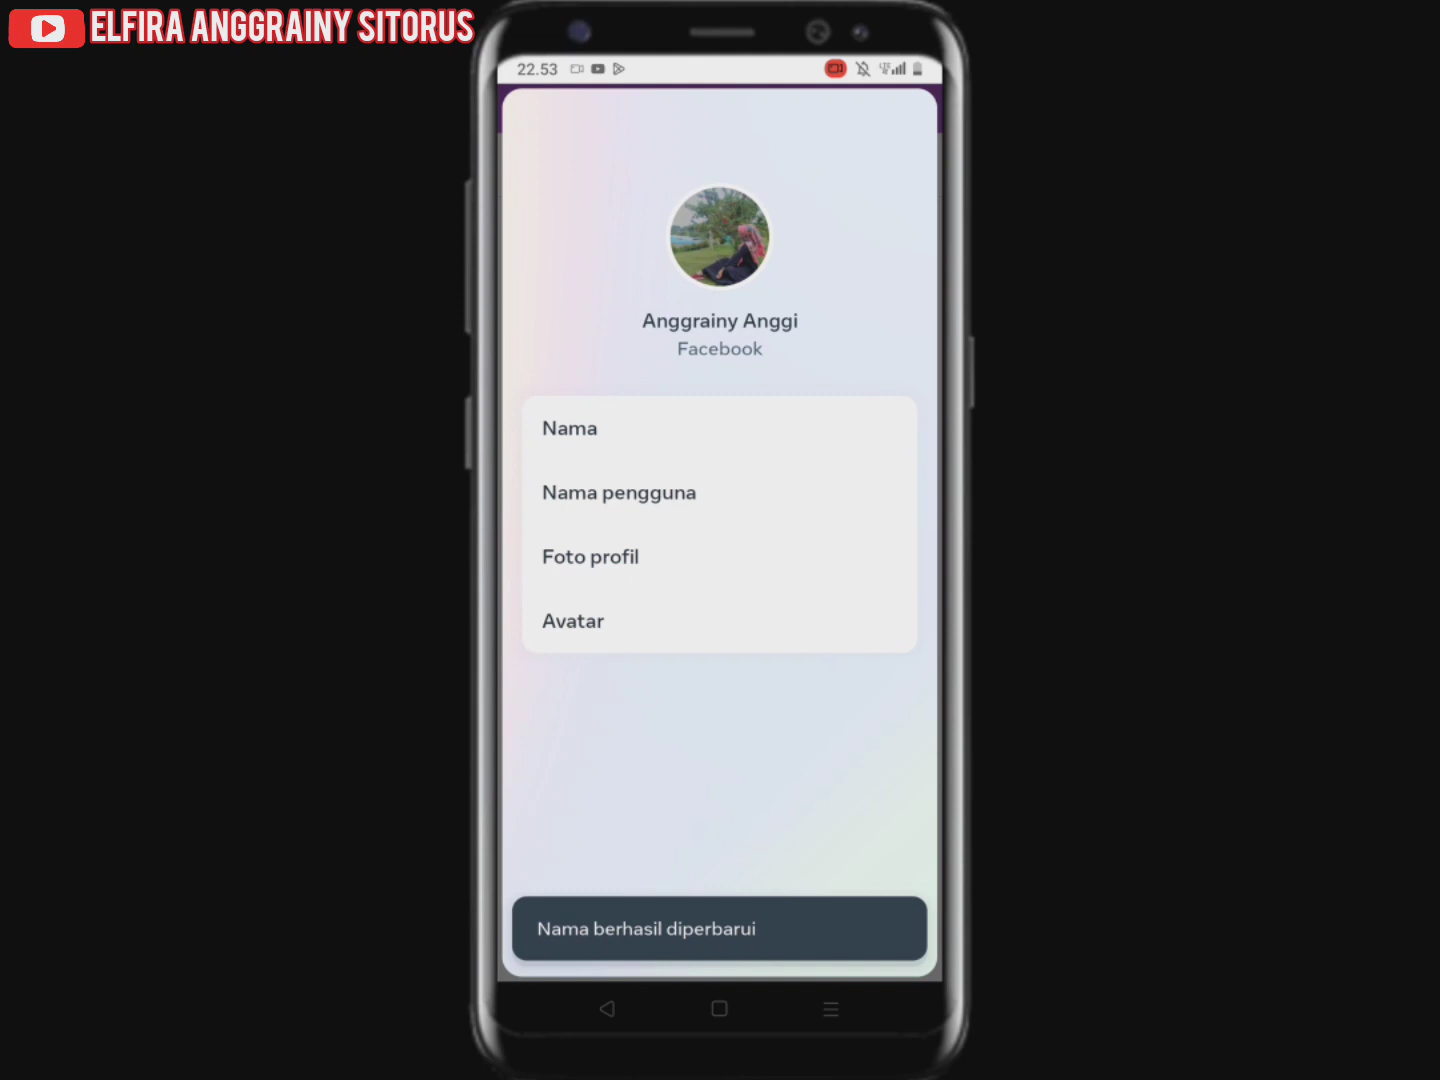 ELFIRA ANGGRAINY SITORUS
22.53
Anggrainy Anggi
Facebook
Nama
Nama pengguna
Foto profil
Avatar
Nama berhasil diperbarui